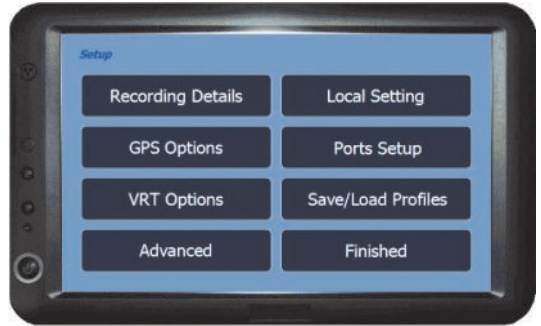 Setup
Recording Details
Local Setting
GPS Options
Ports Setup
VRT Options
Save/Load Profiles
Advanced
Finished